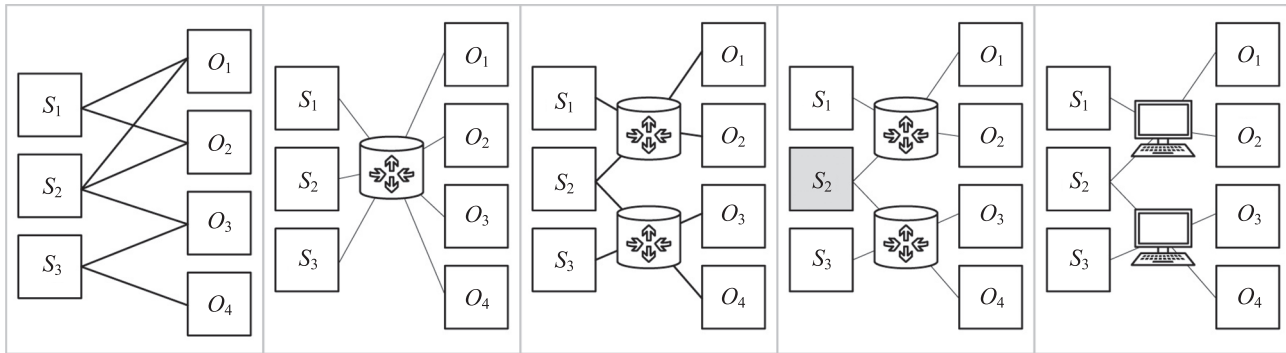 S₁
S₂
S₃
O₁
O₂
O₃
O₄
S₁
S₂
S₃
O₁
O₂
O₃
O₄
S₁
S₂
S₃
O₁
O₂
O₃
O₄
S₁
S₂
S₃
O₁
O₂
O₃
O₄
S₁
S₂
S₃
O₁
O₂
O₃
O₄